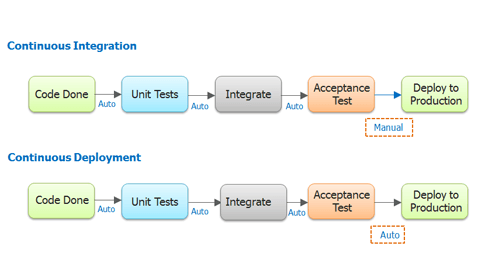 Continuous Integration
Code Done
Auto
Unit Tests
Auto
Integrate
Auto
Acceptance
Test
Manual
Deploy to
Production
Continuous Deployment
Code Done
Auto
Unit Tests
Auto
Integrate
Auto
Acceptance
Test
Auto
Deploy to
Production